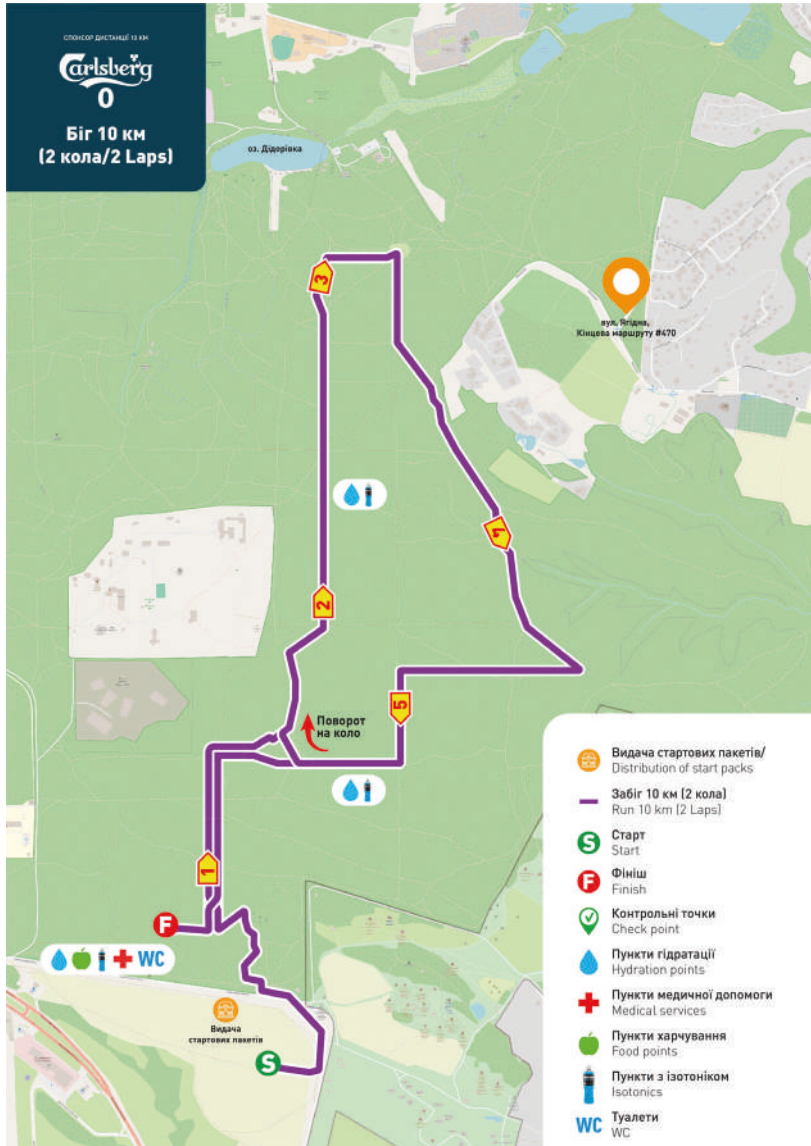 СПОНСОР ДИСТАНЦІЇ 10 КМ
Carlsberg
0
Біг 10 км
(2 кола/2 Laps)
оз. Дідорівка
3
вул. Ягідна,
Кінцева маршруту #470
4
2
Поворот
на коло
5
1
F
WC
Видача
стартових пакетів
S
Видача стартових пакетів/
Distribution of start packs
Забіг 10 км (2 кола)
Run 10 km (2 Laps)
S
Старт
Start
F
Фініш
Finish
Контрольні точки
Check point
Пункти гідратації
Hydration points
Пункти медичної допомоги
Medical services
Пункти харчування
Food points
Пункти з ізотоніком
Isotonics
WC
Туалети
WC